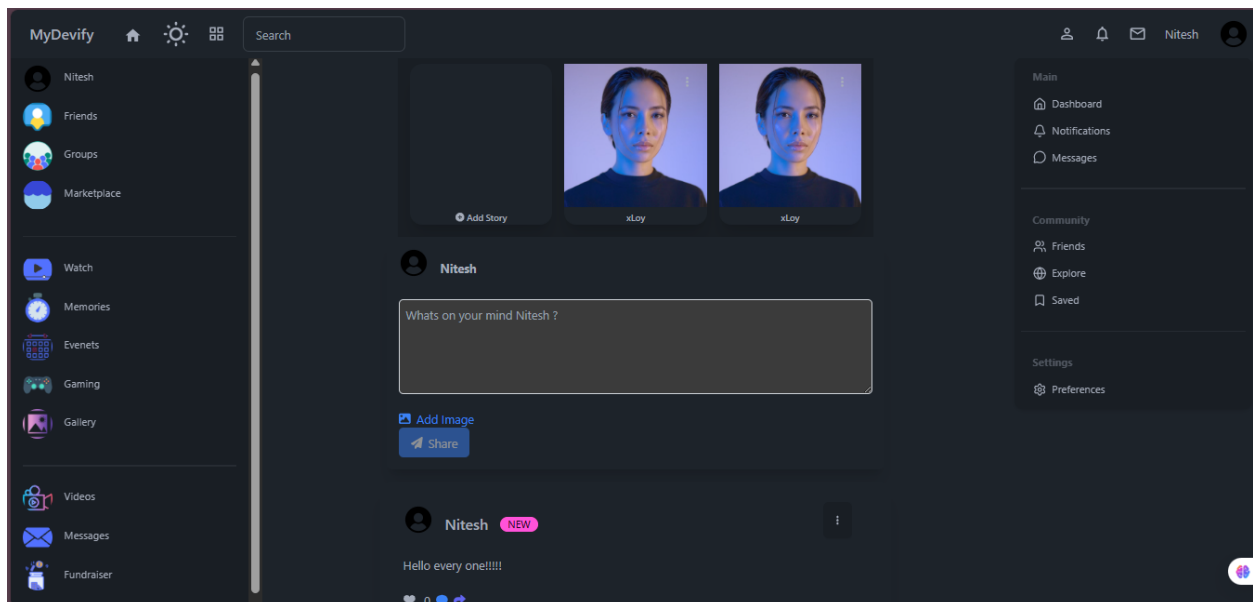 MyDevify
Search
Nitesh
Nitesh
Friends
Groups
Marketplace
Watch
Memories
Evenets
Gaming
Gallery
Videos
Messages
Fundraiser
Add Story
xLoy
xLoy
Nitesh
Whats on your mind Nitesh ?
Add Image
Share
Nitesh NEW
Hello every one!!!!!
0
Main
Dashboard
Notifications
Messages
Community
Friends
Explore
Saved
Settings
Preferences